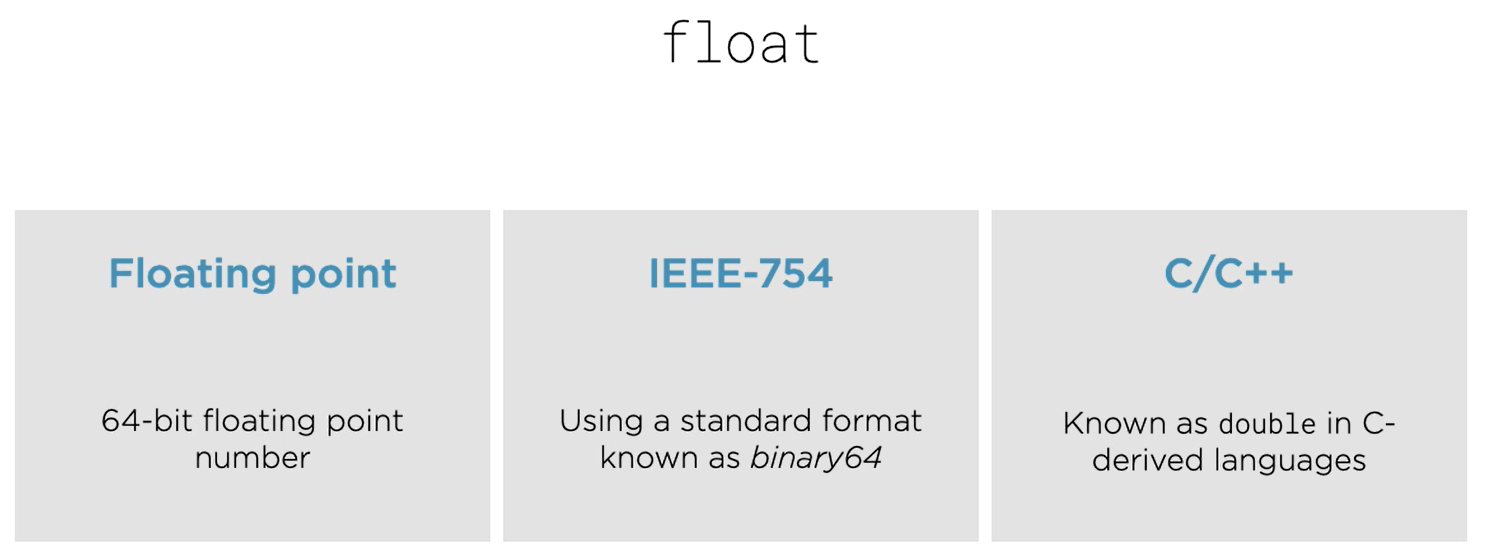 float
Floating point
64-bit floating point
number
IEEE-754
Using a standard format
known as binary64
C/C++
Known as double in C-
derived languages